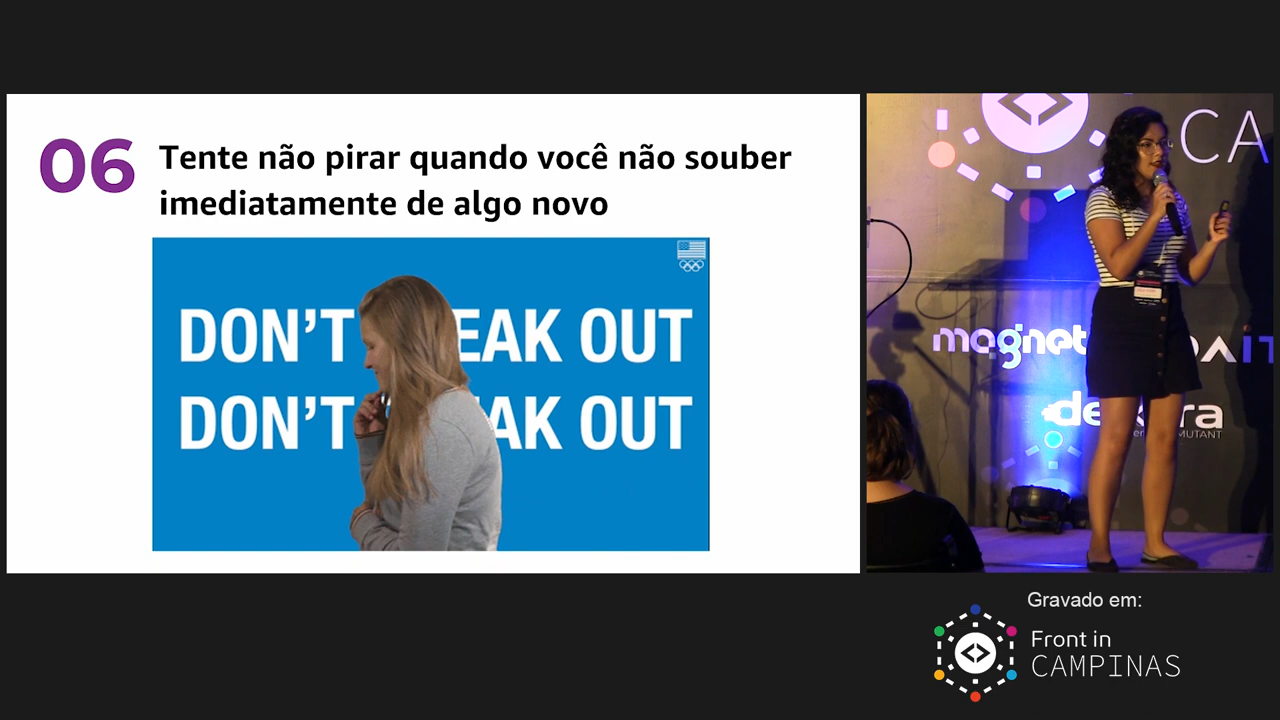 06
Tente não pirar quando você não souber
imediatamente de algo novo
DON'T EAK OUT
DON'T AK OUT
CA
magnet
IT
de ra
MUTANT
Gravado em:
Front in
CAMPINAS